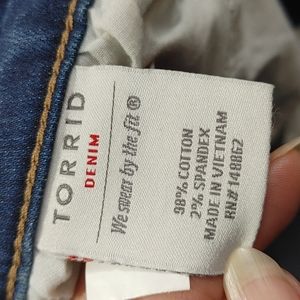 TORRID
DENIM
We swear by the fit ®
98% COTTON
2% SPANDEX
MADE IN VIETNAM
RN# 148862